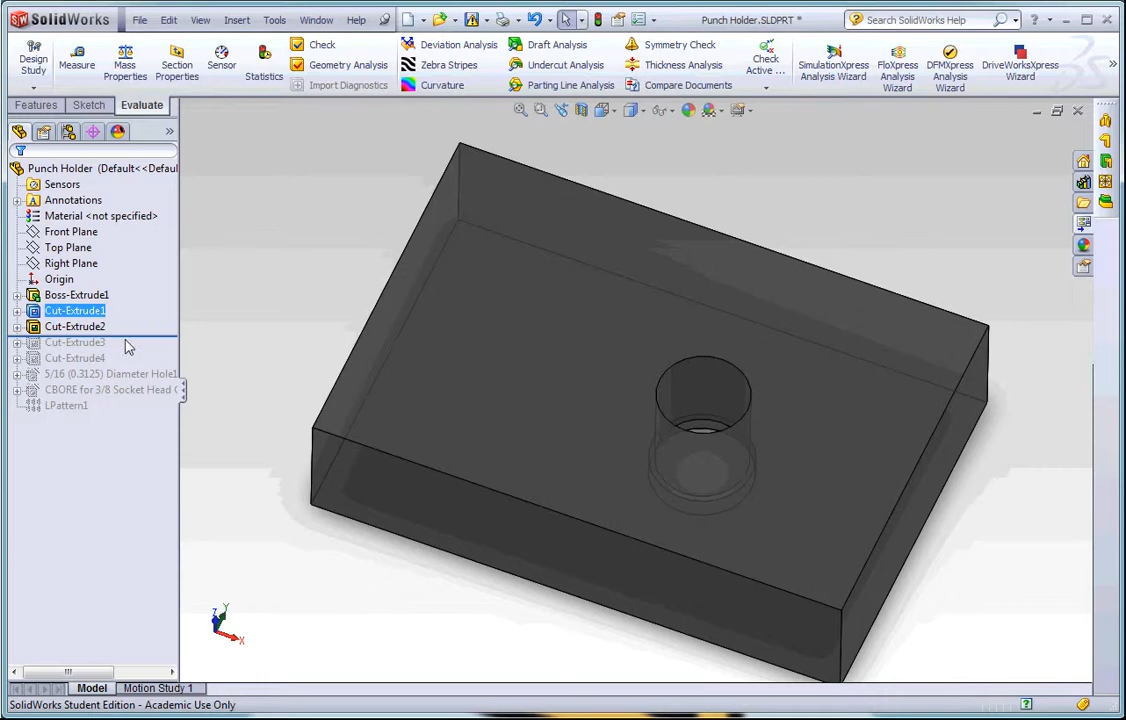 SolidWorks File Edit View Insert Tools Window Help Punch Holder.SLDPRT * Search SolidWorks Help
Design Study
Measure
Mass Properties
Section Properties
Sensor
Statistics
Check
Geometry Analysis
Import Diagnostics
Deviation Analysis
Zebra Stripes
Curvature
Draft Analysis
Undercut Analysis
Parting Line Analysis
Symmetry Check
Thickness Analysis
Compare Documents
Check Active ...
SimulationXpress Analysis Wizard
FloXpress Analysis Wizard
DFMXpress Analysis Wizard
DriveWorksXpress Wizard
Features Sketch Evaluate
Punch Holder (Default<<Defaul
Sensors
Annotations
Material <not specified>
Front Plane
Top Plane
Right Plane
Origin
Boss-Extrude1
Cut-Extrude1
Cut-Extrude2
Cut-Extrude3
Cut-Extrude4
5/16 (0.3125) Diameter Hole1
CBORE for 3/8 Socket Head C
LPattern1
Z Y X
Model Motion Study 1
SolidWorks Student Edition - Academic Use Only